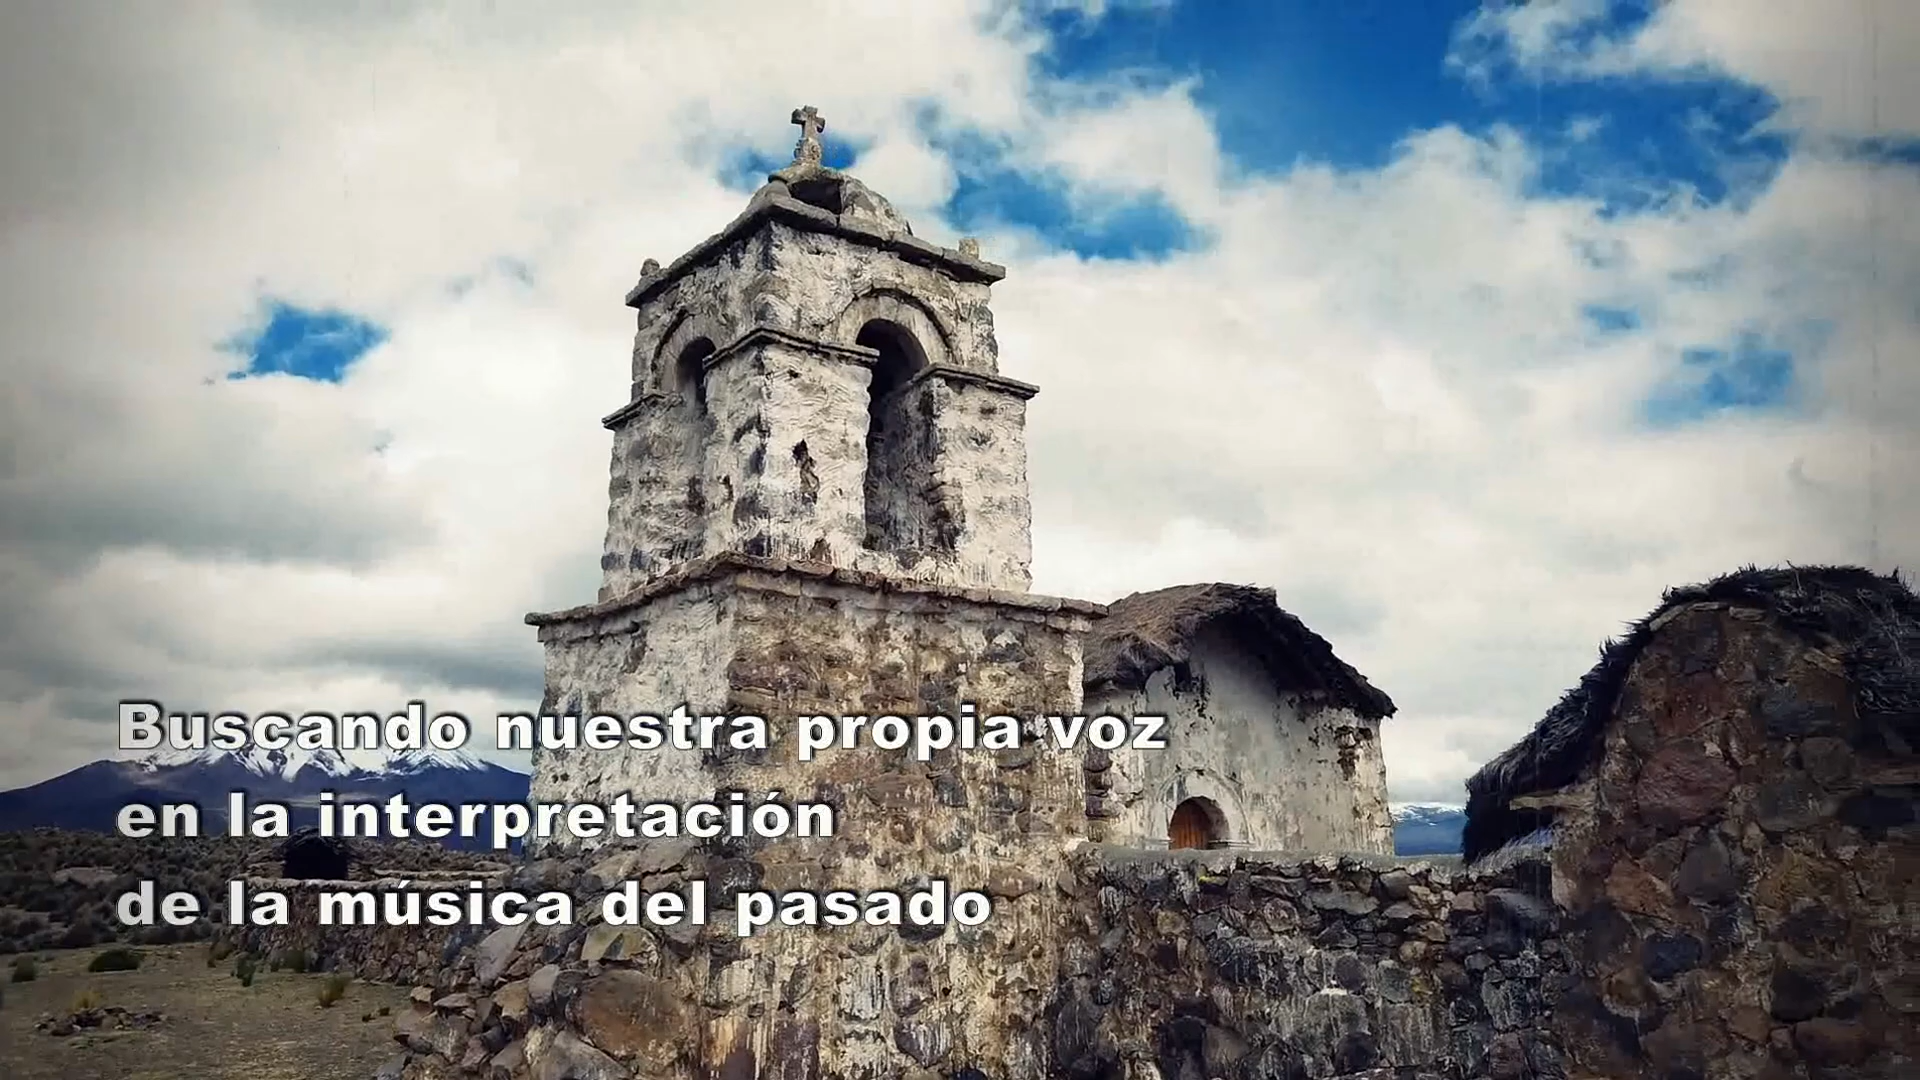 Buscando nuestra propia voz
en la interpretación
de la música del pasado